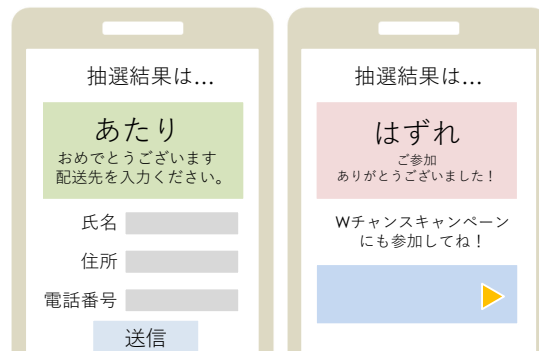 抽選結果は...
あたり
おめでとうございます
配送先を入力ください。
氏名
住所
電話番号
送信
抽選結果は...
はずれ
ご参加
ありがとうございました！
Wチャンスキャンペーン
にも参加してね！